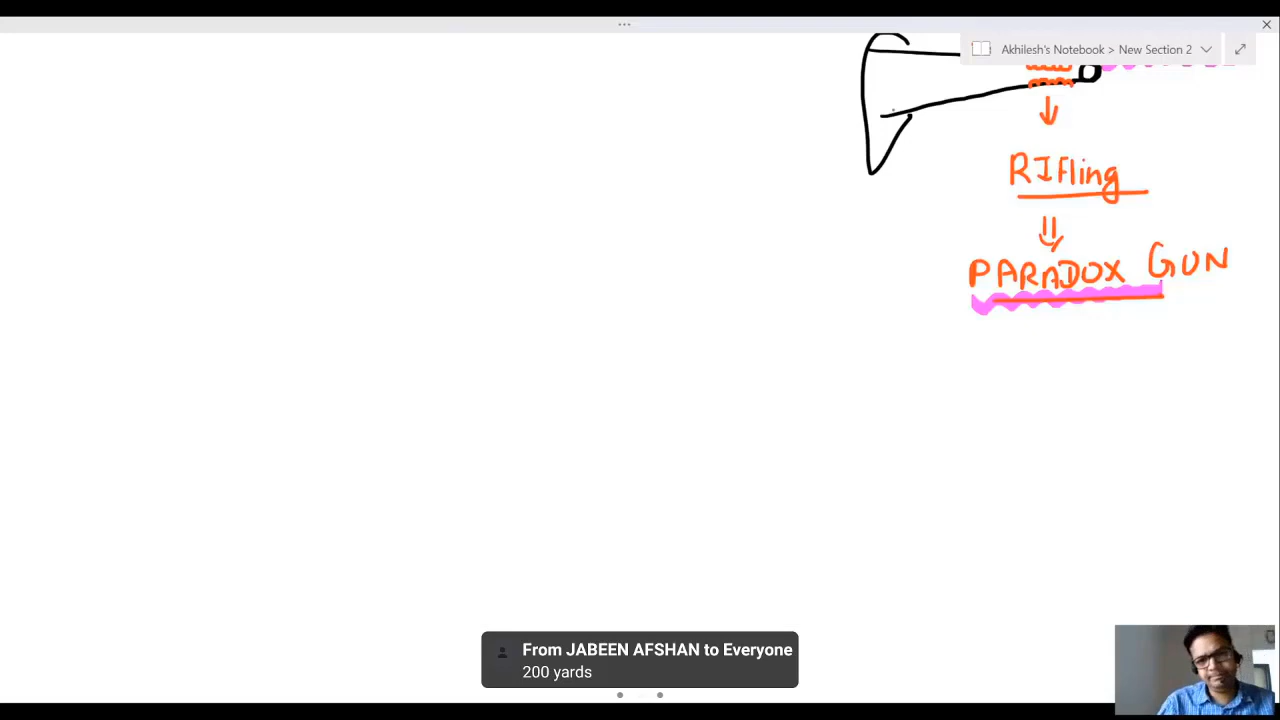 Akhilesh's Notebook > New Section 2
RIfling
PARADOX GUN
From JABEEN AFSHAN to Everyone
200 yards